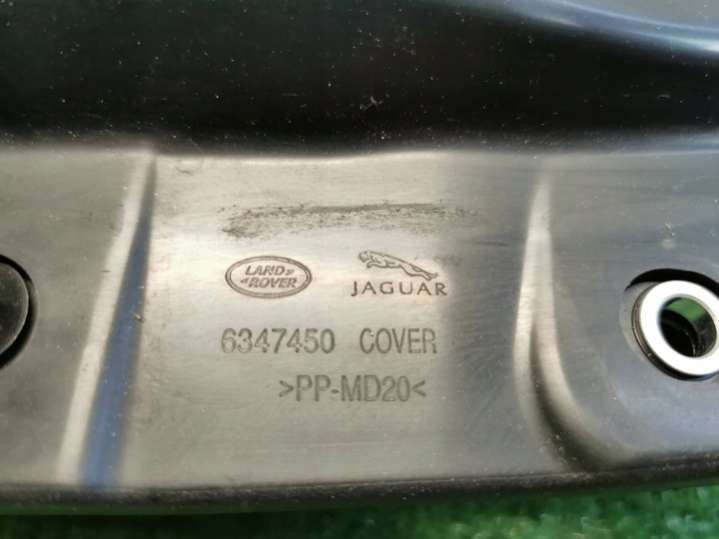 LAND ROVER
JAGUAR
6347450 COVER
>PP-MD20<